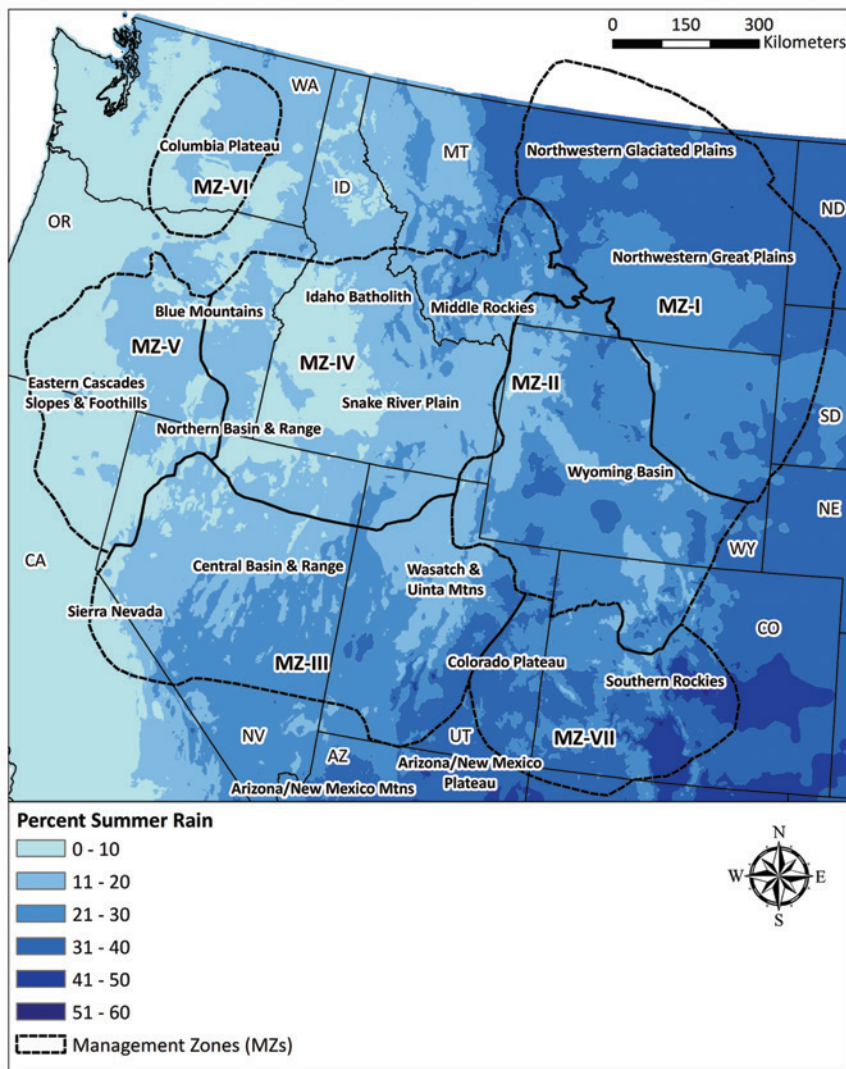 0 150 300
Kilometers
WA
Columbia Plateau
MT
Northwestern Glaciated Plains
MZ-VI
ID
ND
OR
Northwestern Great Plains
Idaho Batholith
Blue Mountains
Middle Rockies
MZ-I
MZ-V
MZ-IV
MZ-II
Eastern Cascades
Slopes & Foothills
Snake River Plain
SD
Northern Basin & Range
Wyoming Basin
NE
WY
CA
Central Basin & Range
Wasatch &
Uinta Mtns
Sierra Nevada
CO
MZ-III
Colorado Plateau
Southern Rockies
NV
UT
MZ-VII
AZ
Arizona/New Mexico
Plateau
Arizona/New Mexico Mtns
Percent Summer Rain
0 - 10
11 - 20
21 - 30
31 - 40
41 - 50
51 - 60
Management Zones (MZs)
N
W E
S